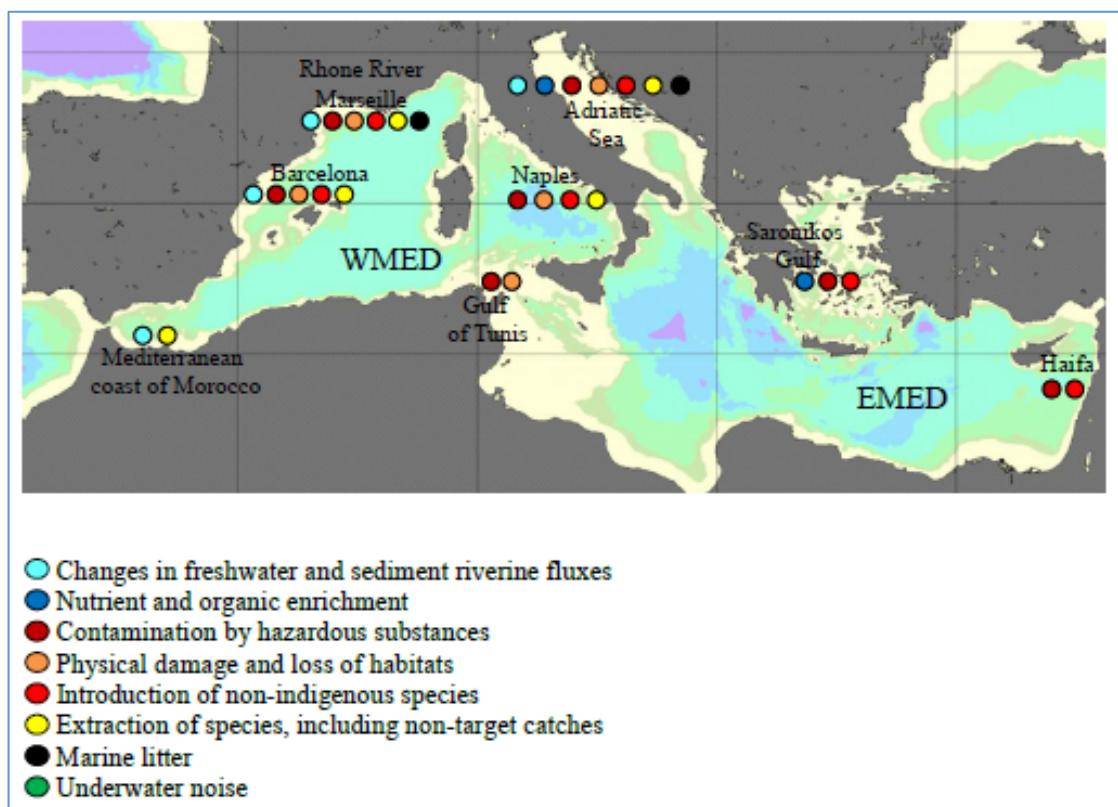 Rhone River
Marseille
Adriatic
Sea
Barcelona
Naples
WMED
Saronikos
Gulf
Gulf
of Tunis
Mediterranean
coast of Morocco
Haifa
EMED
Changes in freshwater and sediment riverine fluxes
Nutrient and organic enrichment
Contamination by hazardous substances
Physical damage and loss of habitats
Introduction of non-indigenous species
Extraction of species, including non-target catches
Marine litter
Underwater noise